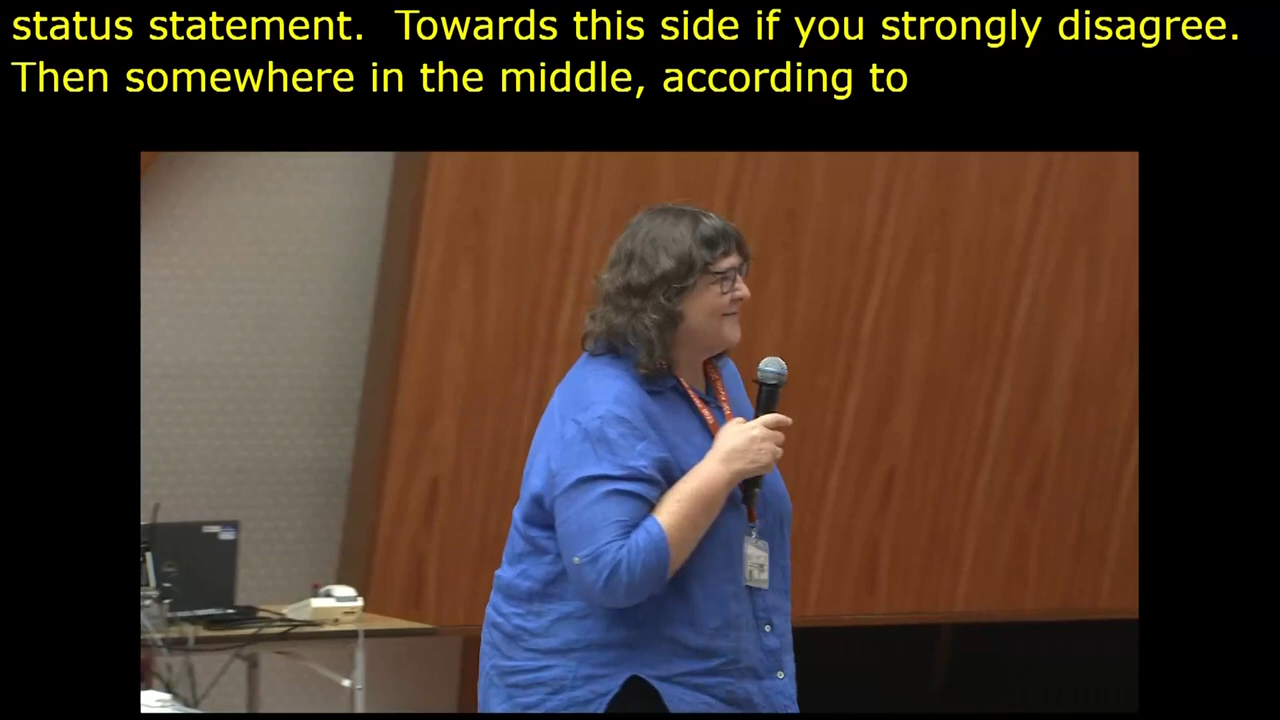 status statement.  Towards this side if you strongly disagree.
Then somewhere in the middle, according to